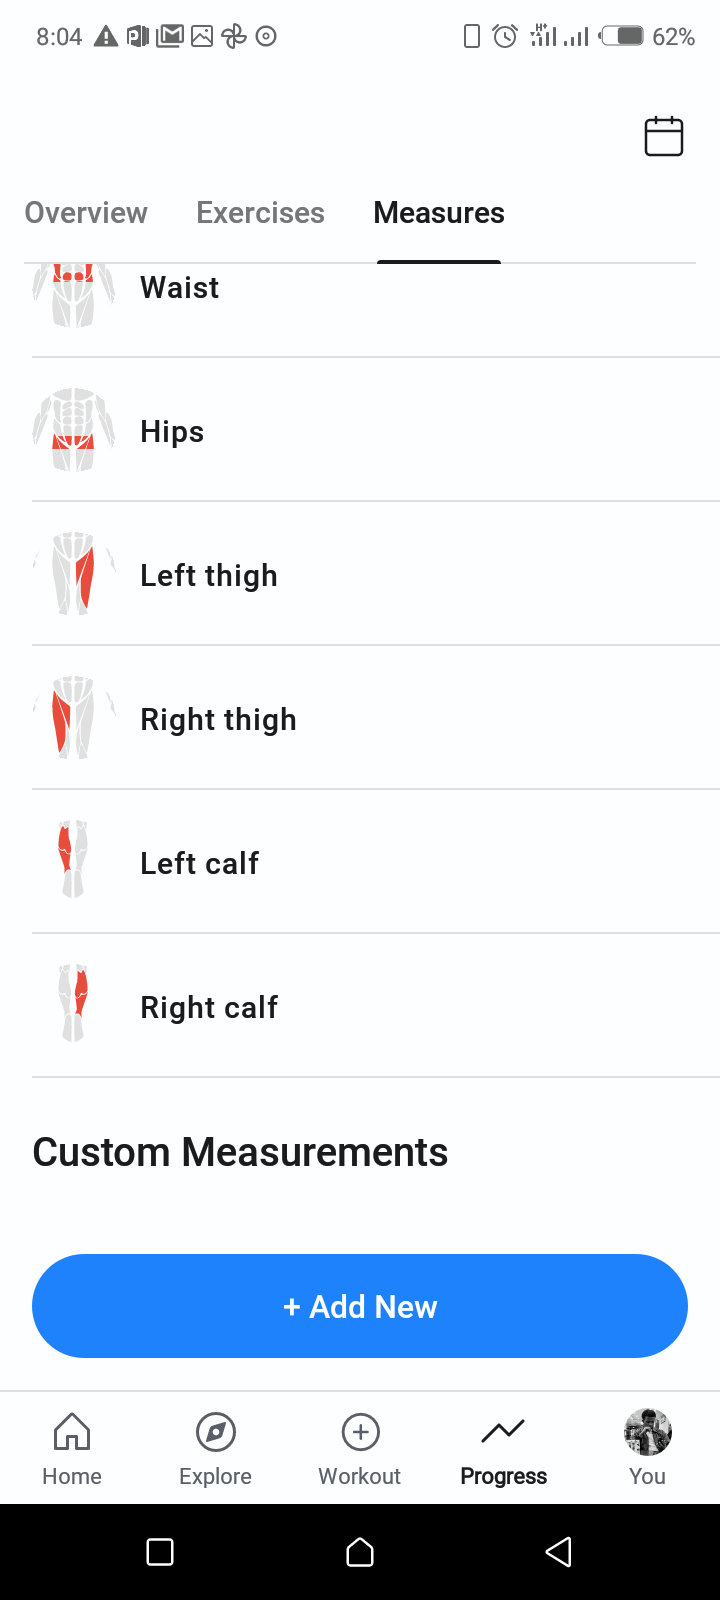 8:04
62%
Overview Exercises Measures
Waist
Hips
Left thigh
Right thigh
Left calf
Right calf
Custom Measurements
+ Add New
Home Explore Workout Progress You